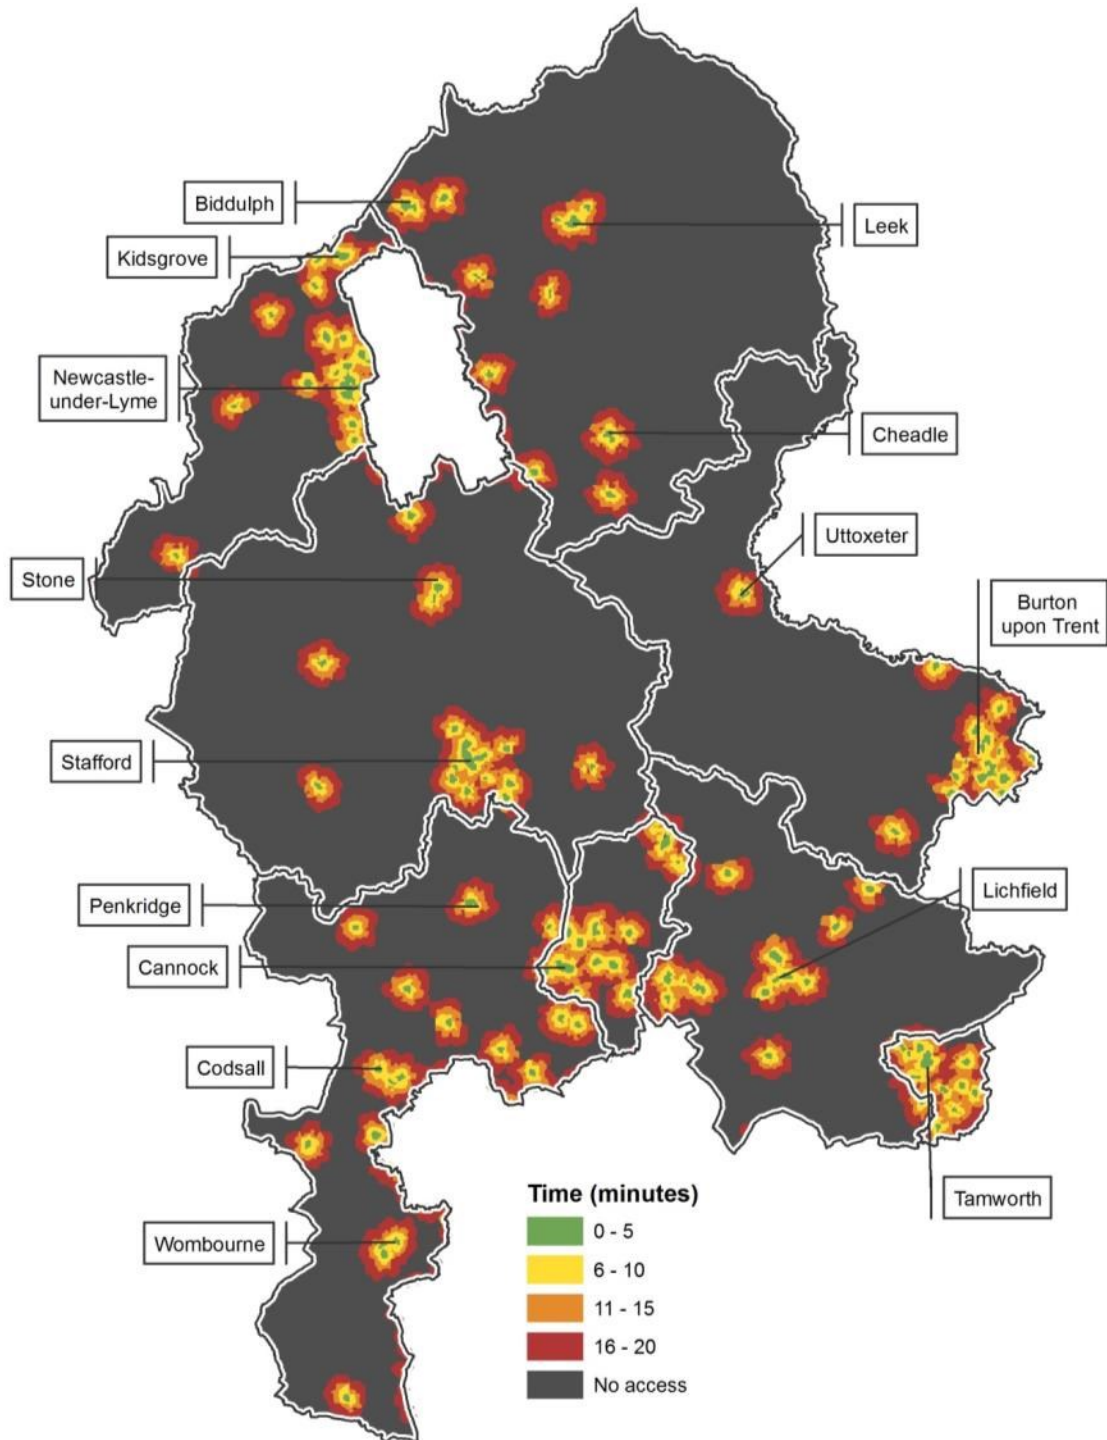 Biddulph
Leek
Kidsgrove
Newcastle-
under-Lyme
Cheadle
Uttoxeter
Stone
Burton
upon Trent
Stafford
Lichfield
Penkridge
Cannock
Codsall
Tamworth
Wombourne
Time (minutes)
0 - 5
6 - 10
11 - 15
16 - 20
No access